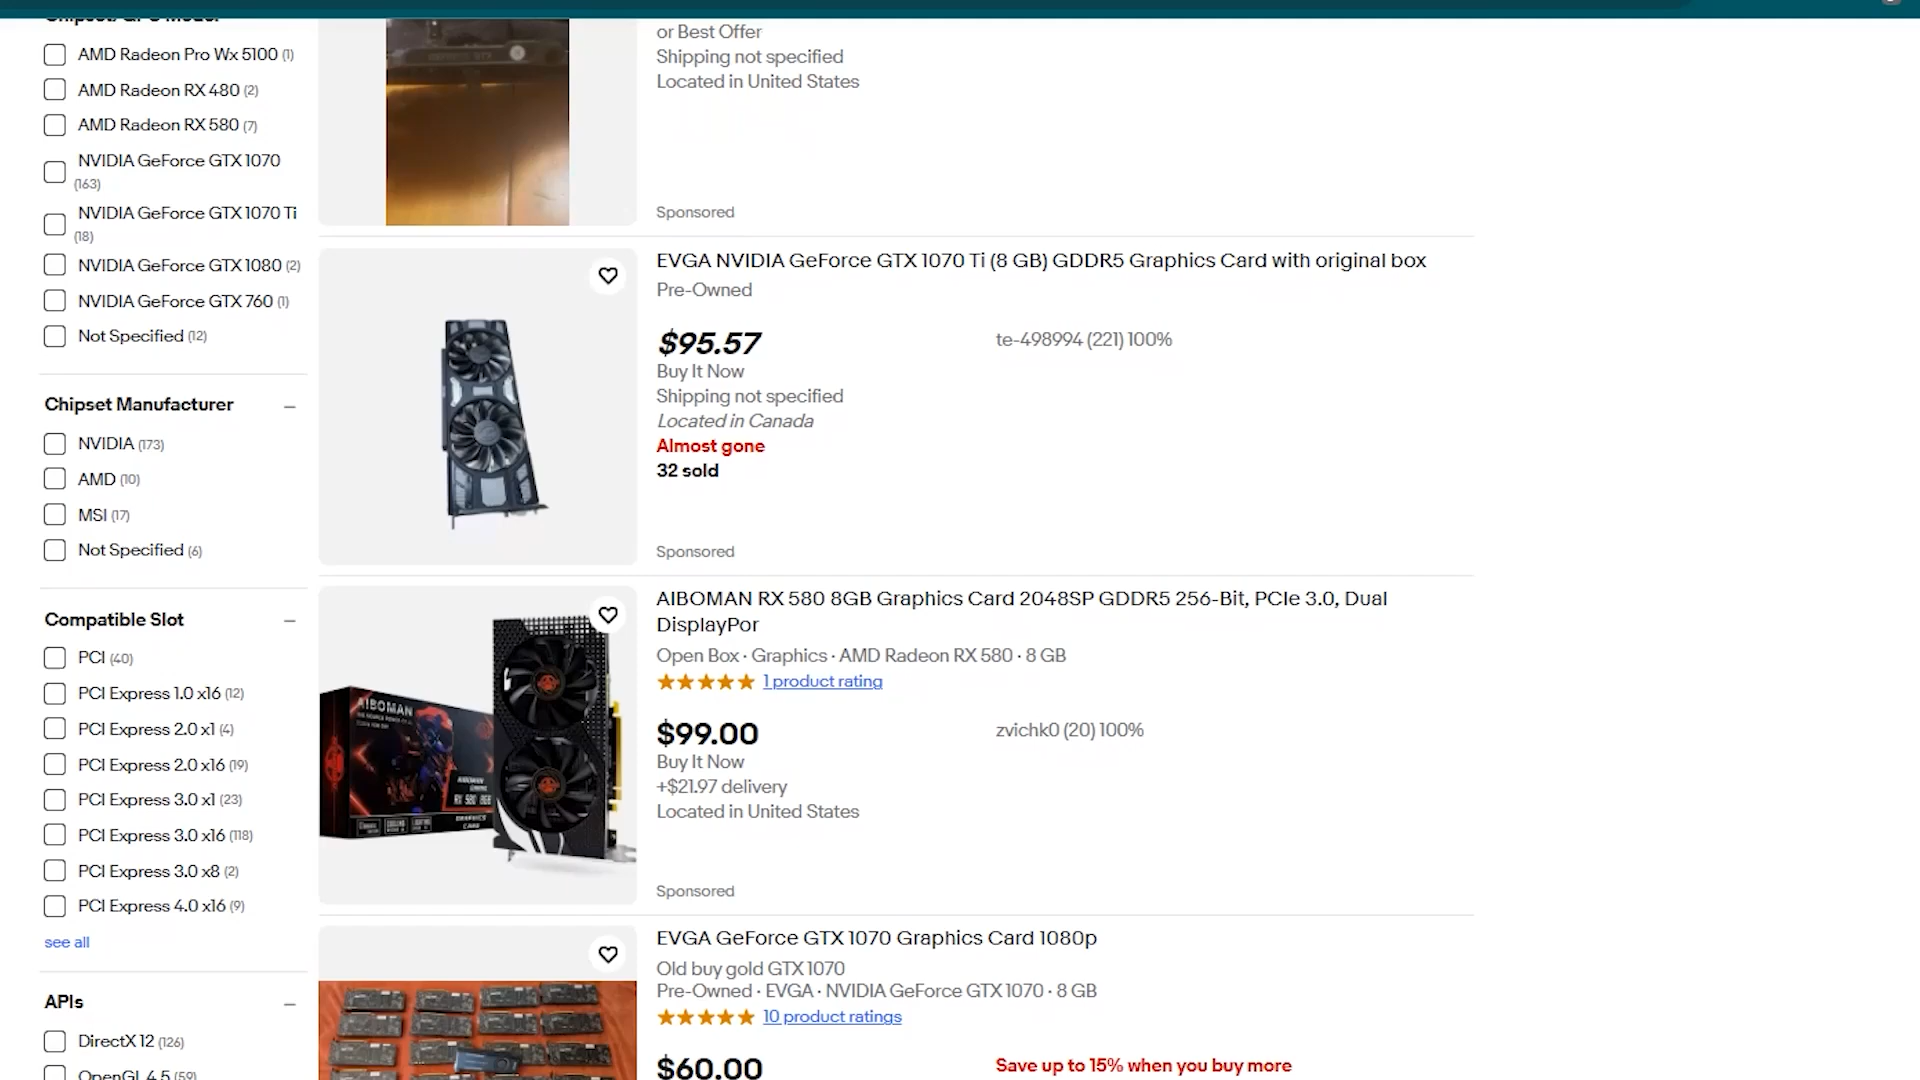 Chipset/GPU Model
AMD Radeon Pro Wx 5100 (1)
AMD Radeon RX 480 (2)
AMD Radeon RX 580 (7)
NVIDIA GeForce GTX 1070
(163)
NVIDIA GeForce GTX 1070 Ti
(18)
NVIDIA GeForce GTX 1080 (2)
NVIDIA GeForce GTX 760 (1)
Not Specified (12)
Chipset Manufacturer
NVIDIA (173)
AMD (10)
MSI (17)
Not Specified (6)
Compatible Slot
PCI (40)
PCI Express 1.0 x16 (12)
PCI Express 2.0 x1 (4)
PCI Express 2.0 x16 (19)
PCI Express 3.0 x1 (23)
PCI Express 3.0 x16 (118)
PCI Express 3.0 x8 (2)
PCI Express 4.0 x16 (9)
see all
APIs
DirectX 12 (126)
OpenGL 4.5 (59)
or Best Offer
Shipping not specified
Located in United States
Sponsored
EVGA NVIDIA GeForce GTX 1070 Ti (8 GB) GDDR5 Graphics Card with original box
Pre-Owned
$95.57
te-498994 (221) 100%
Buy It Now
Shipping not specified
Located in Canada
Almost gone
32 sold
Sponsored
AIBOMAN
RX 580 8GB
AIBOMAN RX 580 8GB Graphics Card 2048SP GDDR5 256-Bit, PCIe 3.0, Dual
DisplayPor
Open Box · Graphics · AMD Radeon RX 580 · 8 GB
1 product rating
$99.00
zvichk0 (20) 100%
Buy It Now
+$21.97 delivery
Located in United States
Sponsored
EVGA GeForce GTX 1070 Graphics Card 1080p
Old buy gold GTX 1070
Pre-Owned · EVGA · NVIDIA GeForce GTX 1070 · 8 GB
10 product ratings
$60.00
Save up to 15% when you buy more